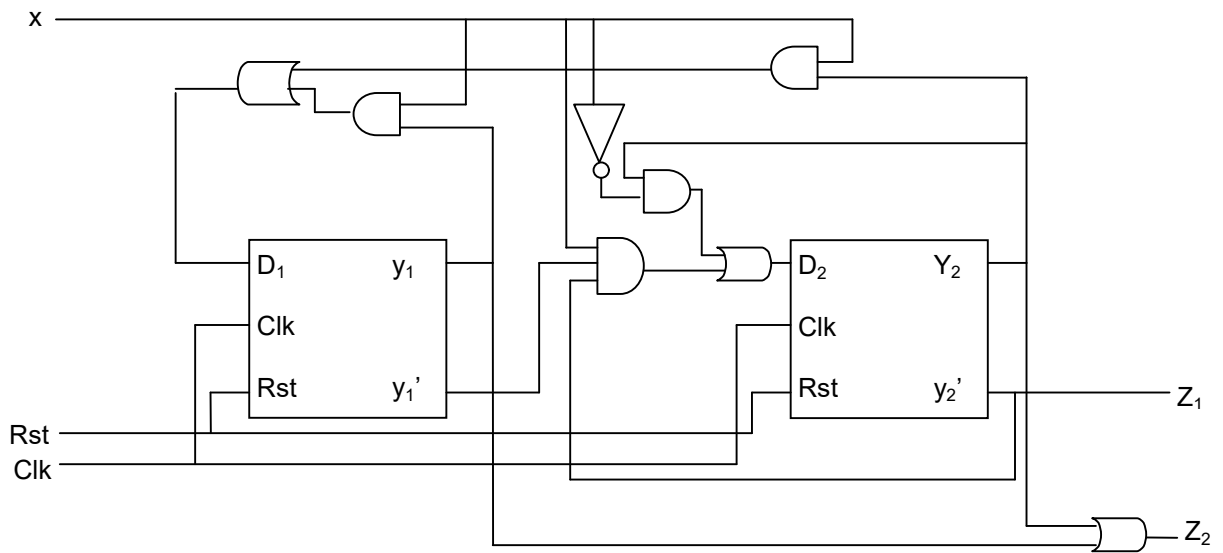 x
D₁ y₁ D₂ Y₂
Clk Clk
Rst y₁’ Rst y₂’ Z₁
Rst
Clk
Z₂